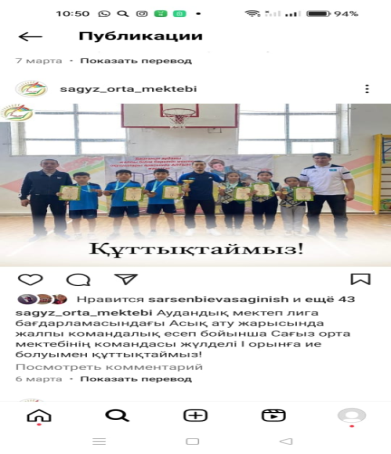 10:50
94%
Публикации
7 марта • Показать перевод
sagyz_orta_mektebi
Құттықтаймыз!
Нравится sarsenbievasaginish и ещё 43
sagyz_orta_mektebi Аудандық мектеп лига
бағдарламасындағы Асық ату жарысында
жалпы командалық есеп бойынша Сағыз орта
мектебінің командасы жүлделі І орынға ие
болуымен құттықтаймыз!
Посмотреть комментарий
6 марта • Показать перевод